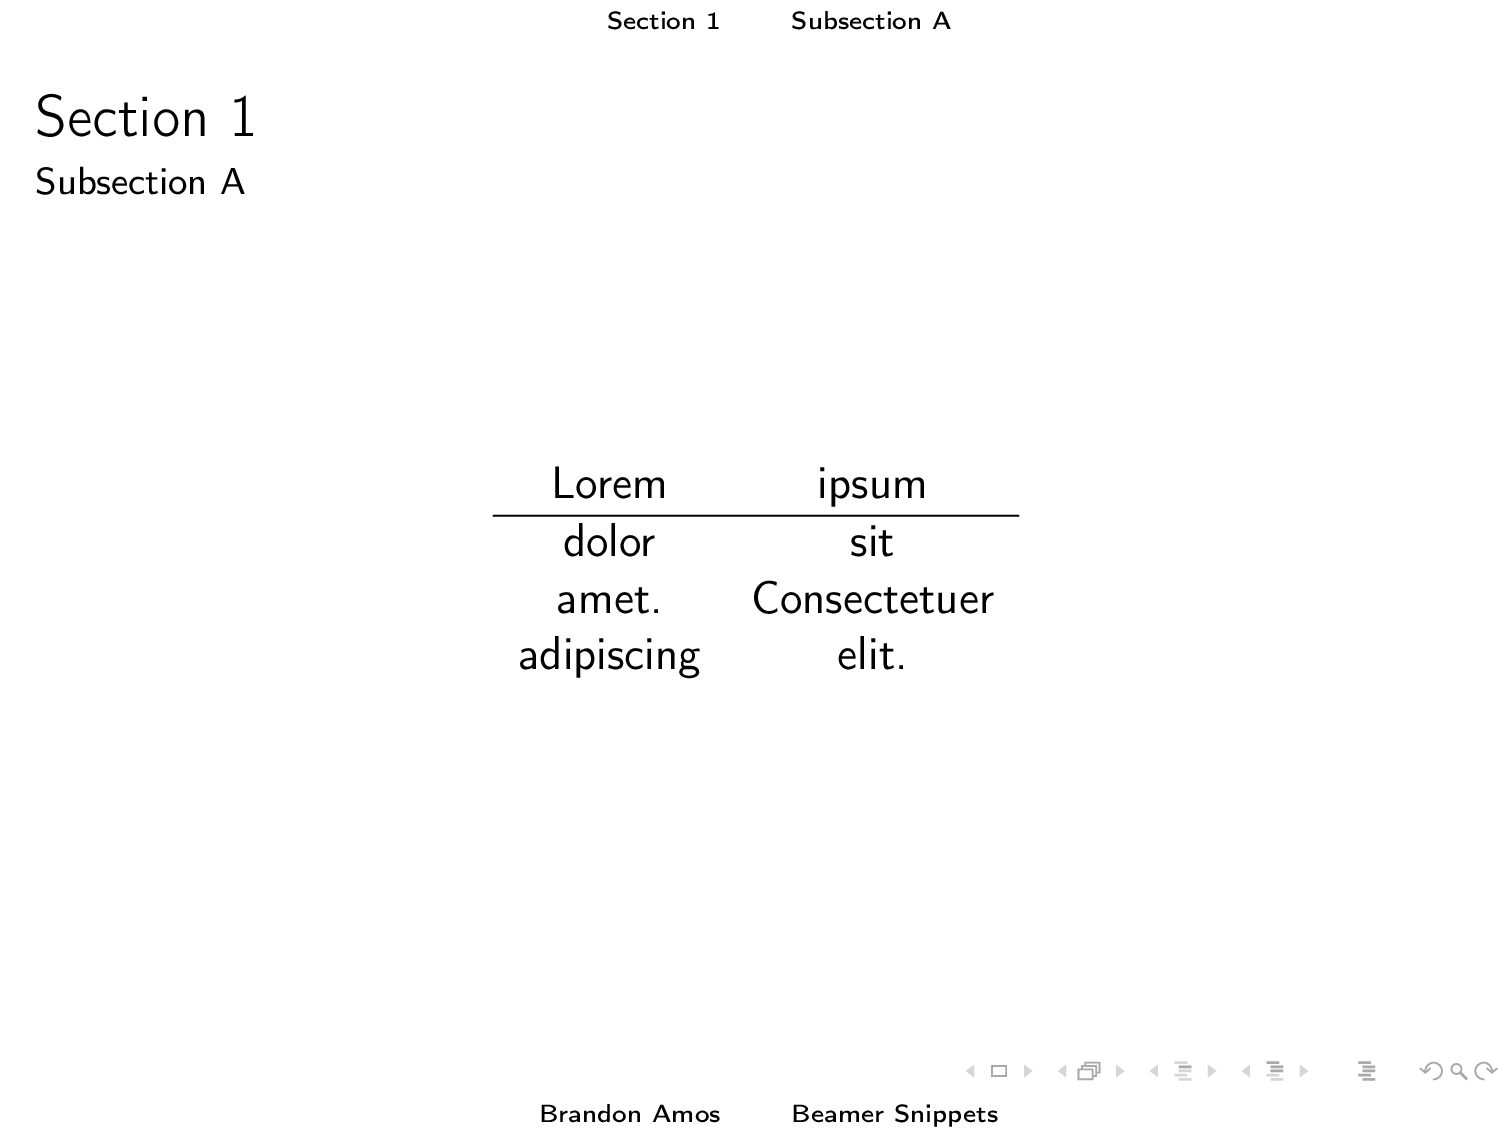 Section 1 Subsection A
Section 1
Subsection A
Lorem ipsum
dolor sit
amet. Consectetuer
adipiscing elit.
Brandon Amos Beamer Snippets